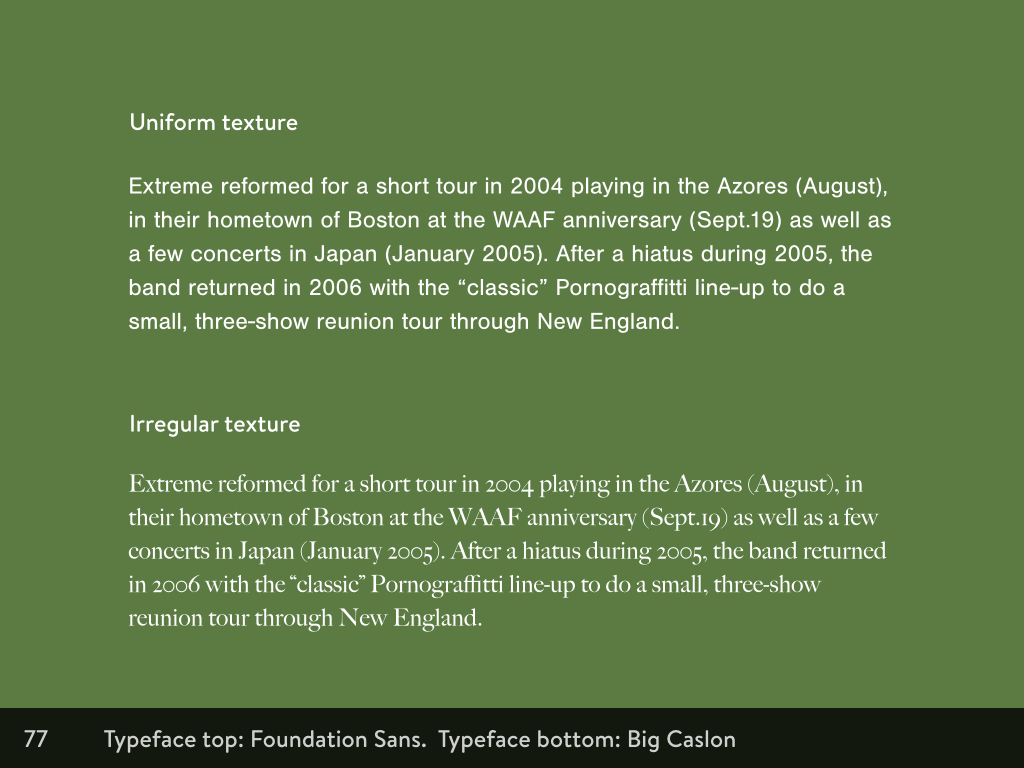 Uniform texture
Extreme reformed for a short tour in 2004 playing in the Azores (August),
in their hometown of Boston at the WAAF anniversary (Sept.19) as well as
a few concerts in Japan (January 2005). After a hiatus during 2005, the
band returned in 2006 with the “classic” Pornograffitti line-up to do a
small, three-show reunion tour through New England.
Irregular texture
Extreme reformed for a short tour in 2004 playing in the Azores (August), in
their hometown of Boston at the WAAF anniversary (Sept.19) as well as a few
concerts in Japan (January 2005). After a hiatus during 2005, the band returned
in 2006 with the “classic” Pornograffitti line-up to do a small, three-show
reunion tour through New England.
77 Typeface top: Foundation Sans. Typeface bottom: Big Caslon